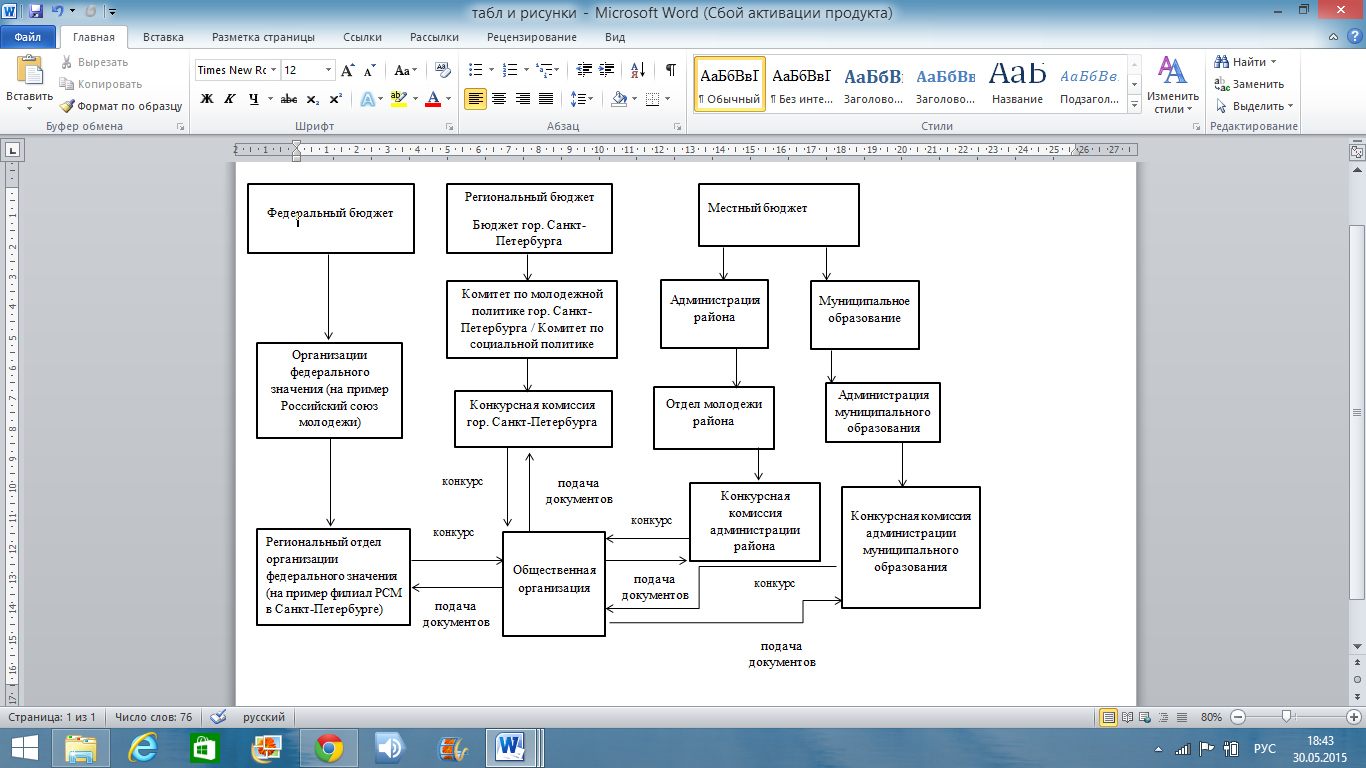 табл и рисунки - Microsoft Word (Сбой активации продукта)
Файл
Главная
Вставка
Разметка страницы
Ссылки
Рассылки
Рецензирование
Вид
Вставить
Вырезать
Копировать
Формат по образцу
Буфер обмена
Times New Rc
12
Шрифт
Абзац
АаБбВвГ
¶ Обычный
АаБбВвГ
¶ Без инте...
Заголово...
Заголово...
Название
АаБбВв.
Подзагол...
Стили
Изменить
стили
Найти
Заменить
Выделить
Редактирование
Федеральный бюджет
Региональный бюджет
Бюджет гор. Санкт-
Петербурга
Местный бюджет
Комитет по молодежной
политике гор. Санкт-
Петербурга / Комитет по
социальной политике
Администрация
района
Муниципальное
образование
Организации
федерального
значения (на пример
Российский союз
молодежи)
Конкурсная комиссия
гор. Санкт-Петербурга
Отдел молодежи
района
Администрация
муниципального
образования
конкурс
подача
документов
Конкурсная
комиссия
администрации
района
Конкурсная комиссия
администрации
муниципального
образования
Региональный отдел
организации
федерального значения
(на пример филиал РСМ
в Санкт-Петербурге)
конкурс
подача
документов
Общественная
организация
конкурс
подача
документов
конкурс
подача
документов
Страница: 1 из 1
Число слов: 76
русский
80%
РУС
18:43
30.05.2015